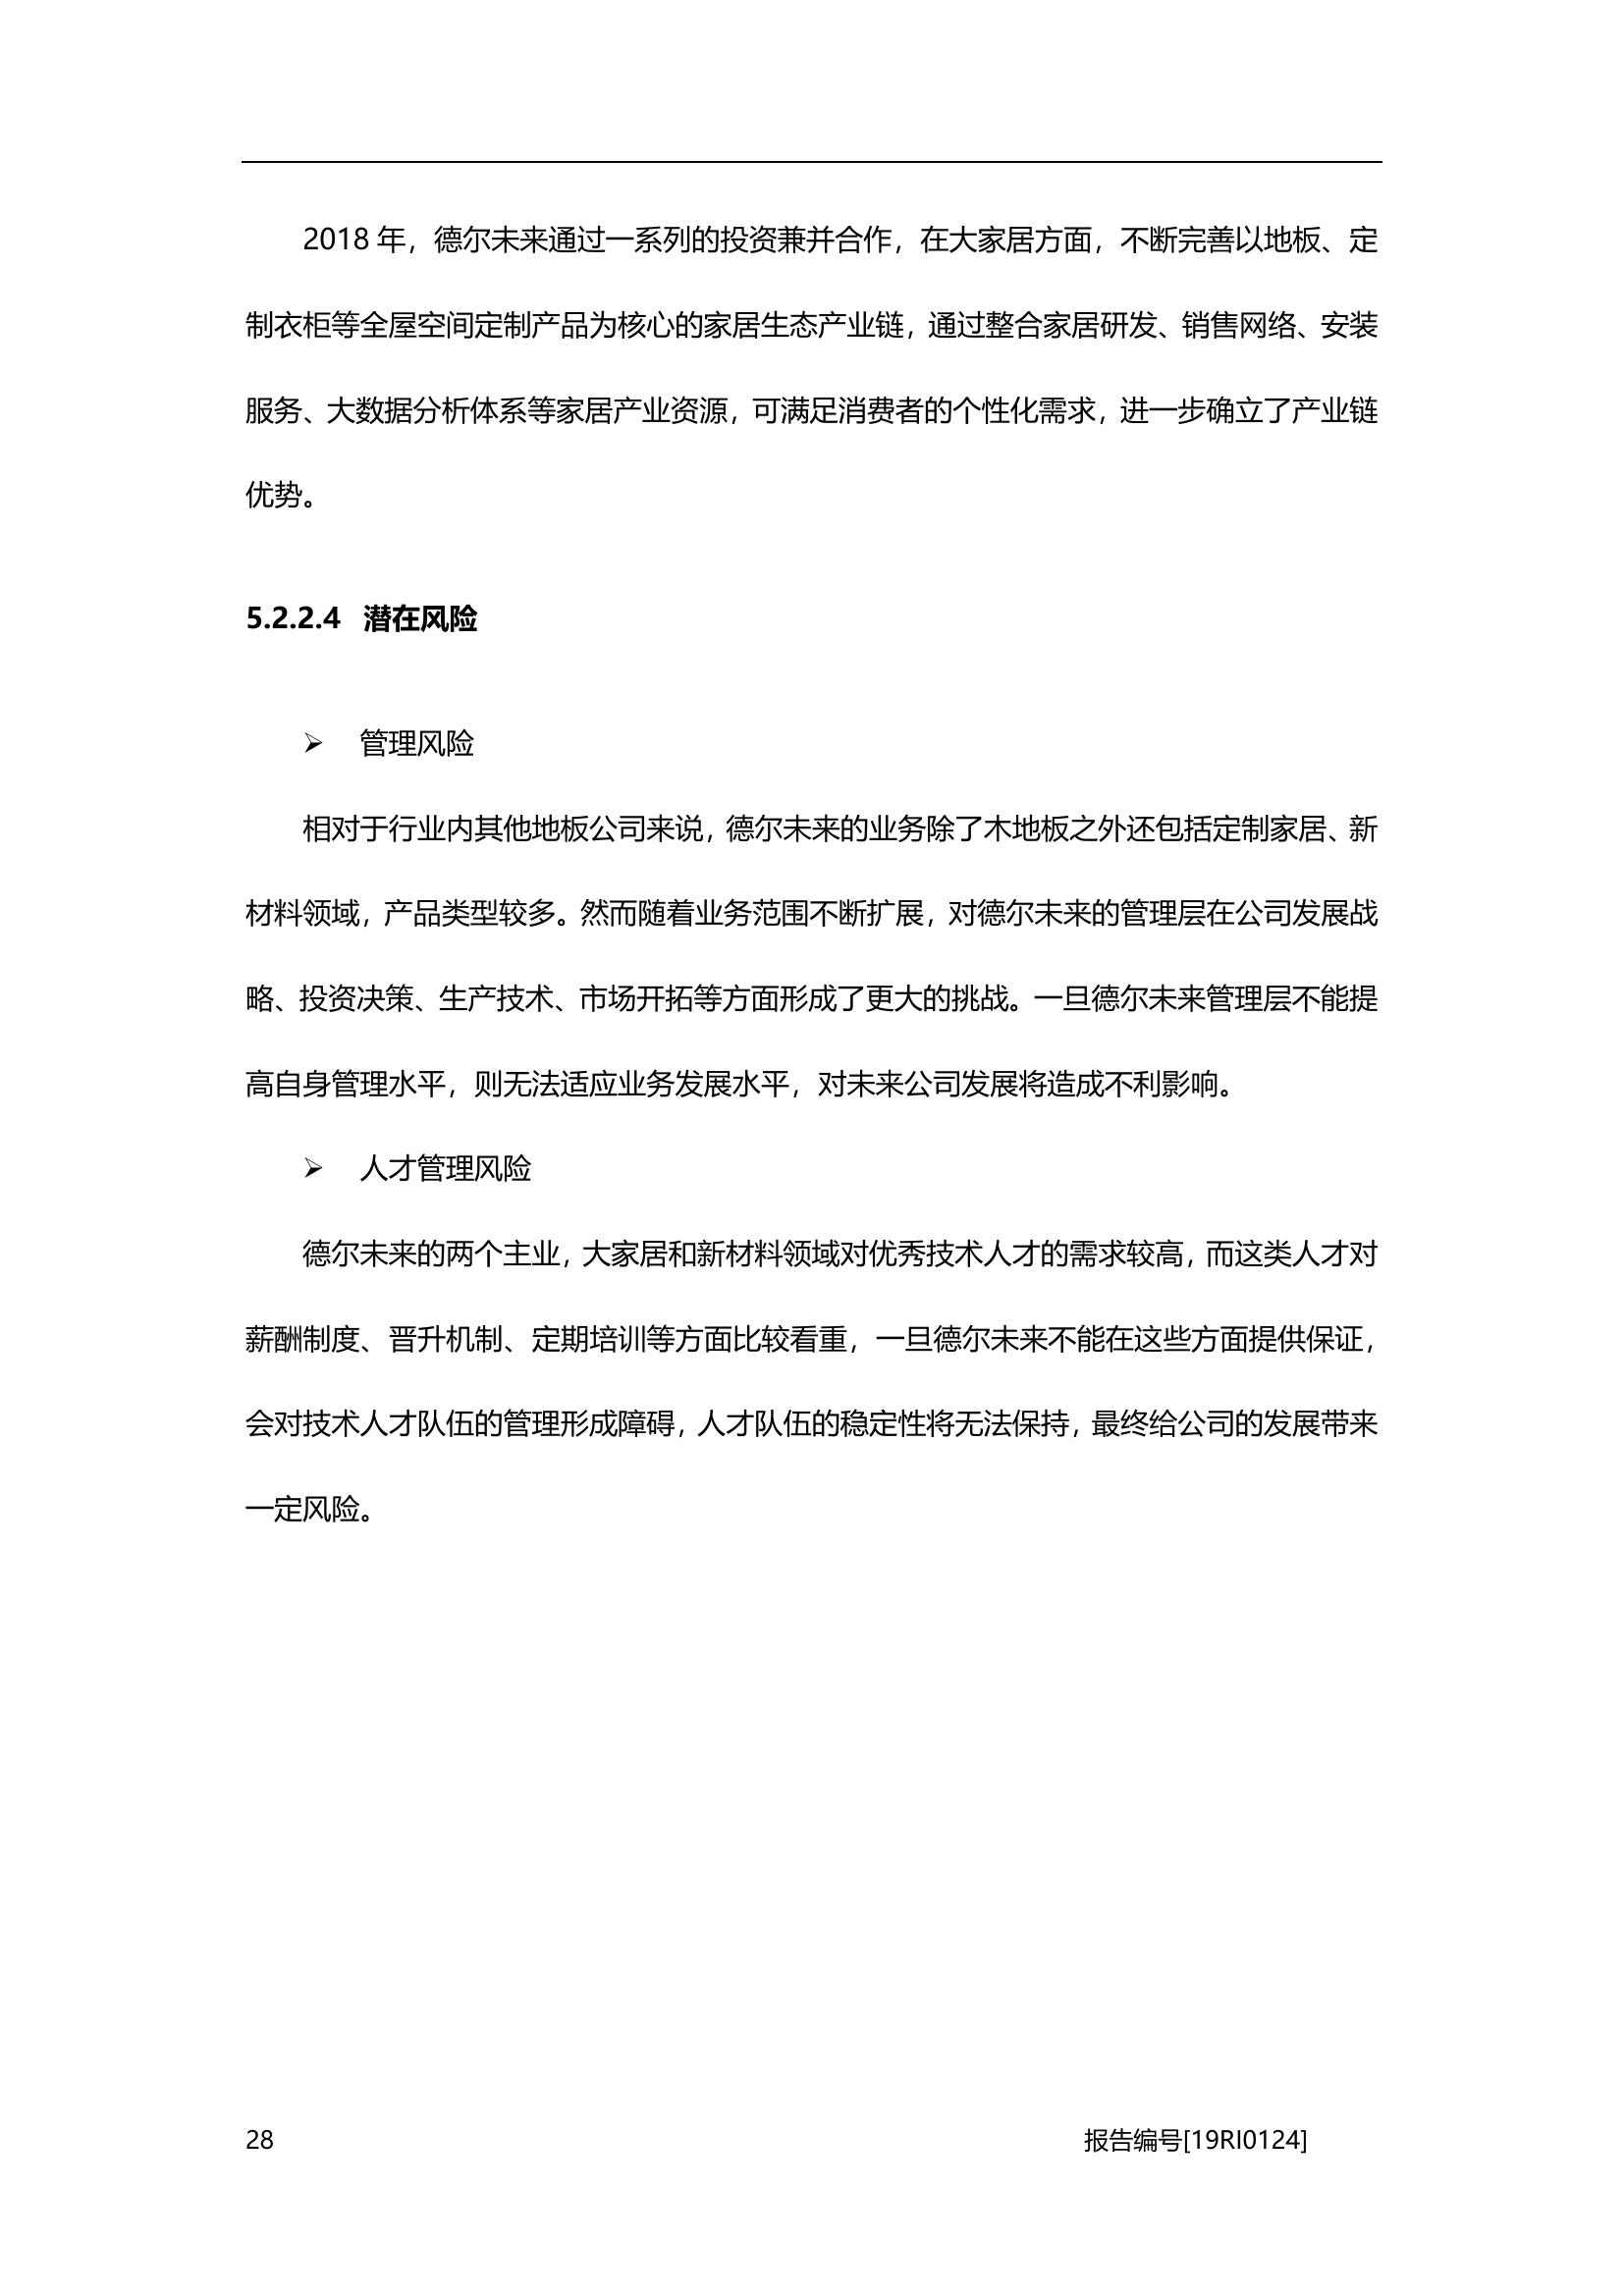 2018 年，德尔未来通过一系列的投资兼并合作，在大家居方面，不断完善以地板、定
制衣柜等全屋空间定制产品为核心的家居生态产业链，通过整合家居研发、销售网络、安装
服务、大数据分析体系等家居产业资源，可满足消费者的个性化需求，进一步确立了产业链
优势。
5.2.2.4 潜在风险
➢ 管理风险
相对于行业内其他地板公司来说，德尔未来的业务除了木地板之外还包括定制家居、新
材料领域，产品类型较多。然而随着业务范围不断扩展，对德尔未来的管理层在公司发展战
略、投资决策、生产技术、市场开拓等方面形成了更大的挑战。一旦德尔未来管理层不能提
高自身管理水平，则无法适应业务发展水平，对未来公司发展将造成不利影响。
➢ 人才管理风险
德尔未来的两个主业，大家居和新材料领域对优秀技术人才的需求较高，而这类人才对
薪酬制度、晋升机制、定期培训等方面比较看重，一旦德尔未来不能在这些方面提供保证，
会对技术人才队伍的管理形成障碍，人才队伍的稳定性将无法保持，最终给公司的发展带来
一定风险。
28 报告编号[19RI0124]